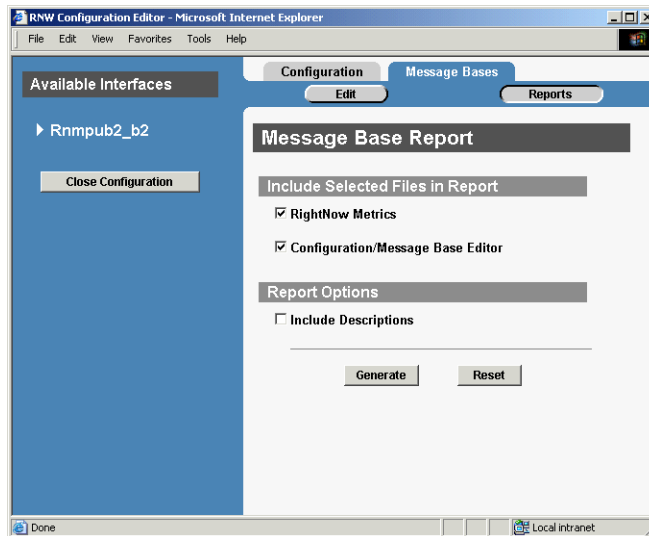 RNW Configuration Editor - Microsoft Internet Explorer
File Edit View Favorites Tools Help
Configuration Message Bases
Edit Reports
Available Interfaces
Rnmpub2_b2
Close Configuration
Message Base Report
Include Selected Files in Report
RightNow Metrics
Configuration/Message Base Editor
Report Options
Include Descriptions
Generate Reset
Done Local intranet